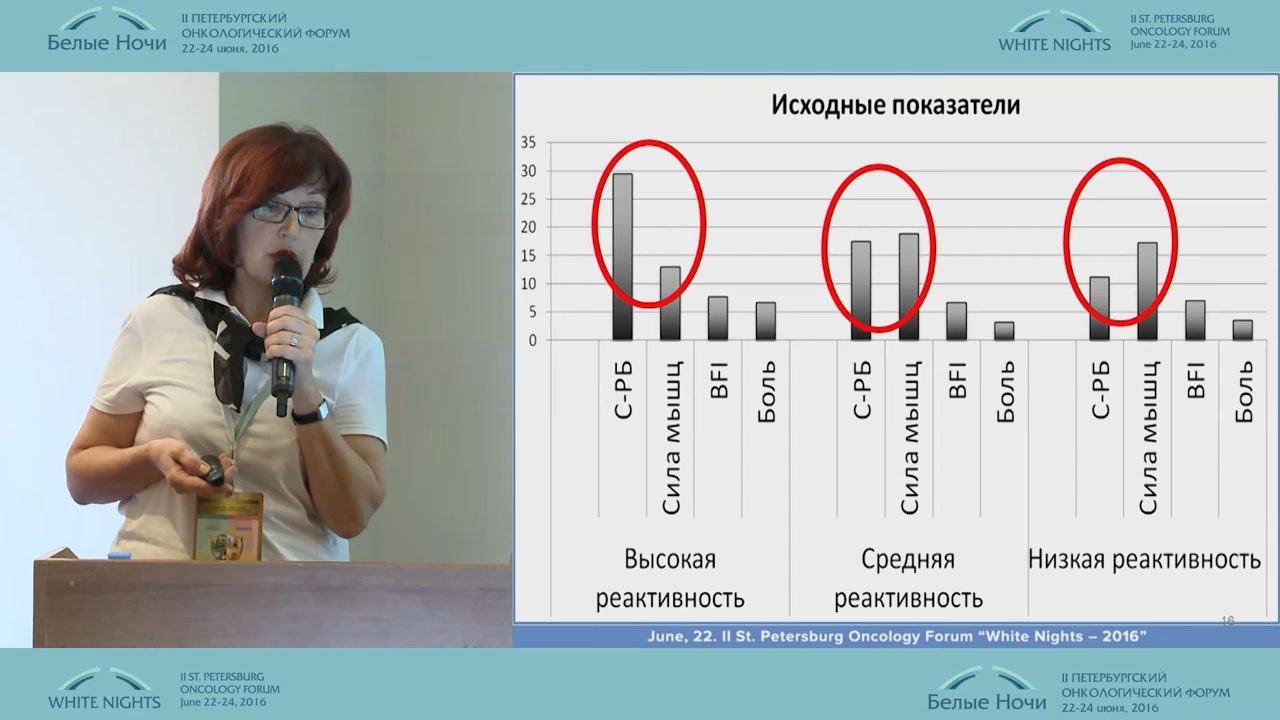 II ПЕТЕРБУРГСКИЙ
ОНКОЛОГИЧЕСКИЙ ФОРУМ
22-24 июня, 2016
Белые Ночи
II ST. PETERSBURG
ONCOLOGY FORUM
June 22-24, 2016
WHITE NIGHTS
Исходные показатели
35
30
25
20
15
10
5
0
С-РБ
Сила мышц
BFI
Боль
С-РБ
Сила мышц
BFI
Боль
С-РБ
Сила мышц
BFI
Боль
Высокая
реактивность
Средняя
реактивность
Низкая реактивность
16
June, 22. II St. Petersburg Oncology Forum “White Nights – 2016”
II ST. PETERSBURG
ONCOLOGY FORUM
June 22-24, 2016
WHITE NIGHTS
II ПЕТЕРБУРГСКИЙ
ОНКОЛОГИЧЕСКИЙ ФОРУМ
22-24 июня, 2016
Белые Ночи